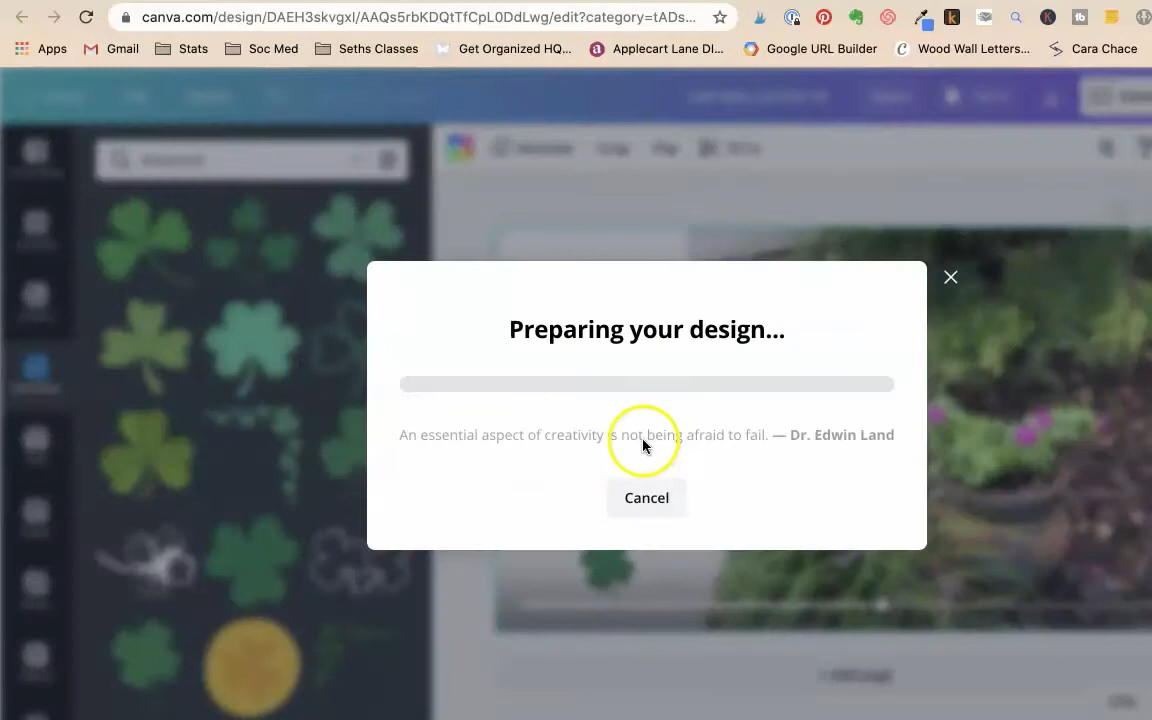 canva.com/design/DAEH3skvgxI/AAQs5rbKDQtTfCpL0DdLwg/edit?category=tADs...
Apps Gmail Stats Soc Med Seths Classes Get Organized HQ... Applecart Lane DI... Google URL Builder Wood Wall Letters... Cara Chace
Preparing your design...
An essential aspect of creativity is not being afraid to fail. — Dr. Edwin Land
Cancel